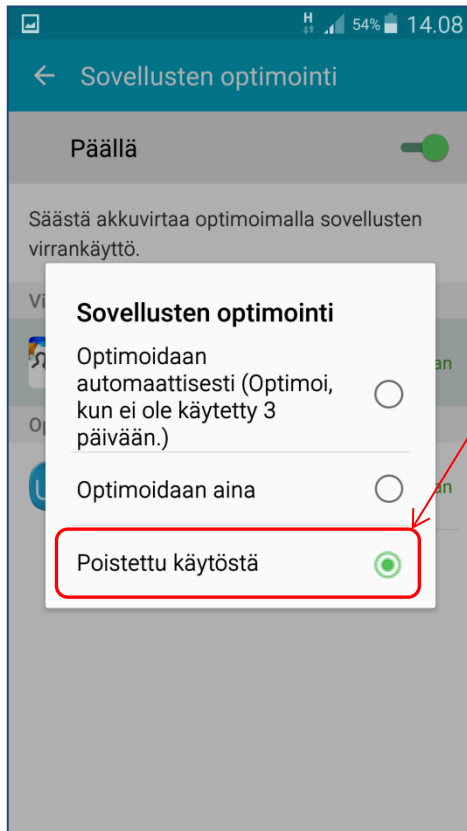 H 54% 14.08
Sovellusten optimointi
Päällä
Säästä akkuvirtaa optimoimalla sovellusten
virrankäyttö.
Sovellusten optimointi
Optimoidaan
automaattisesti (Optimoi,
kun ei ole käytetty 3
päivään.)
Optimoidaan aina
Poistettu käytöstä